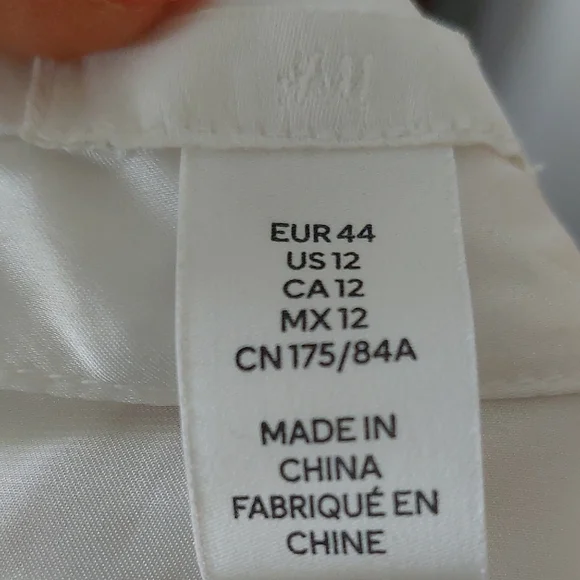 EUR 44
US 12
CA 12
MX 12
CN 175/84A
MADE IN
CHINA
FABRIQUÉ EN
CHINE